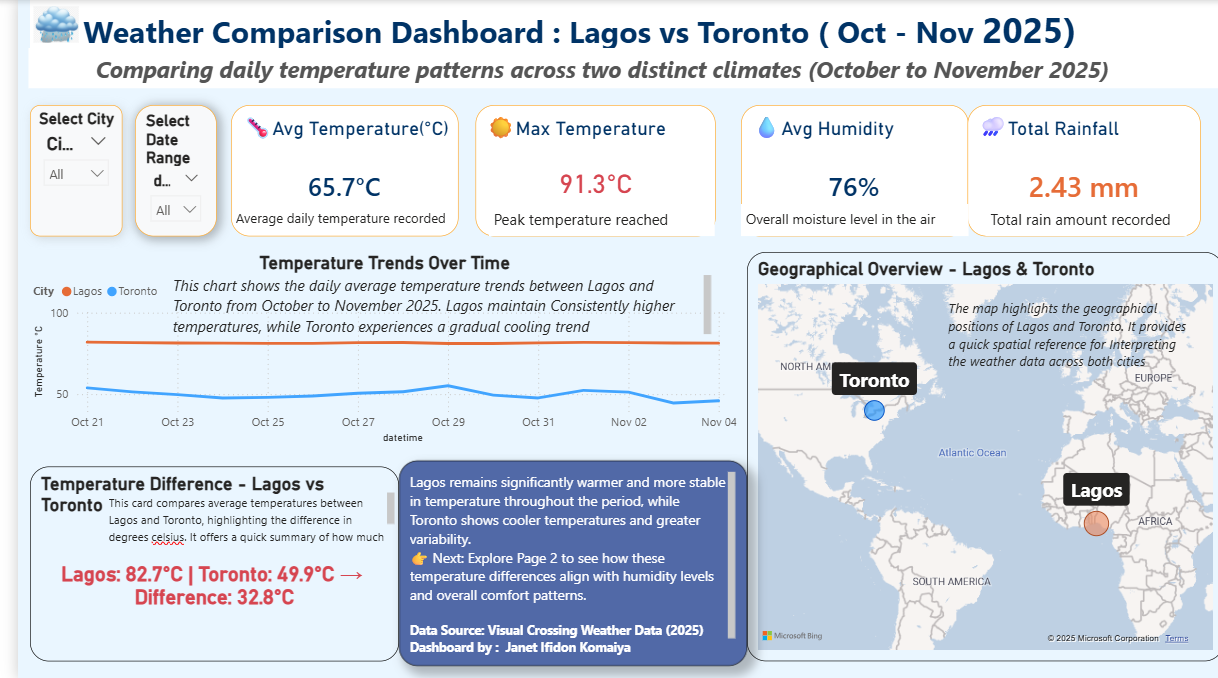 Weather Comparison Dashboard : Lagos vs Toronto ( Oct - Nov 2025)
Comparing daily temperature patterns across two distinct climates (October to November 2025)
Select City
Ci...
All
Select
Date
Range
d...
All
Avg Temperature(°C)
65.7°C
Average daily temperature recorded
Max Temperature
91.3°C
Peak temperature reached
Avg Humidity
76%
Overall moisture level in the air
Total Rainfall
2.43 mm
Total rain amount recorded
Temperature Trends Over Time
City Lagos Toronto
This chart shows the daily average temperature trends between Lagos and
Toronto from October to November 2025. Lagos maintain Consistently higher
temperatures, while Toronto experiences a gradual cooling trend
Temperature °C
100
50
Oct 21 Oct 23 Oct 25 Oct 27 Oct 29 Oct 31 Nov 02 Nov 04
datetime
Geographical Overview - Lagos & Toronto
The map highlights the geographical
positions of Lagos and Toronto. It provides
a quick spatial reference for Interpreting
the weather data across both cities
NORTH AM
Toronto
EUROPE
Atlantic Ocean
Lagos
AFRICA
SOUTH AMERICA
Microsoft Bing
© 2025 Microsoft Corporation Terms
Temperature Difference - Lagos vs
Toronto
This card compares average temperatures between
Lagos and Toronto, highlighting the difference in
degrees celsius. It offers a quick summary of how much
Lagos: 82.7°C | Toronto: 49.9°C →
Difference: 32.8°C
Lagos remains significantly warmer and more stable
in temperature throughout the period, while
Toronto shows cooler temperatures and greater
variability.
👉 Next: Explore Page 2 to see how these
temperature differences align with humidity levels
and overall comfort patterns.
Data Source: Visual Crossing Weather Data (2025)
Dashboard by : Janet Ifidon Komaiya